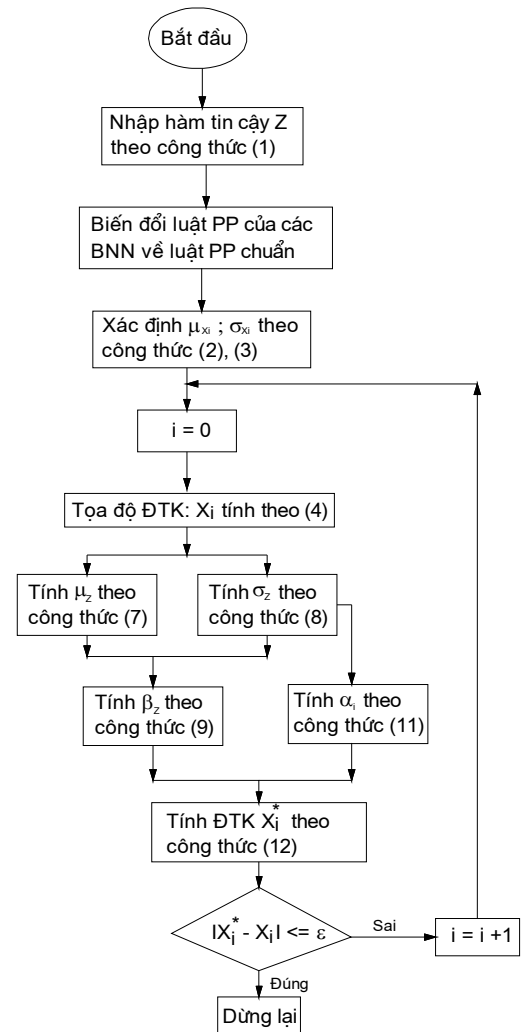 Bắt đầu
Nhập hàm tin cậy Z
theo công thức (1)
Biến đổi luật PP của các
BNN về luật PP chuẩn
Xác định μxi ; σxi theo
công thức (2), (3)
i = 0
Tọa độ ĐTK: Xi tính theo (4)
Tính μz theo
công thức (7)
Tính σz theo
công thức (8)
Tính βz theo
công thức (9)
Tính αi theo
công thức (11)
Tính ĐTK Xi* theo
công thức (12)
IXi* - XiI <= ε
Sai
i = i +1
Đúng
Dừng lại